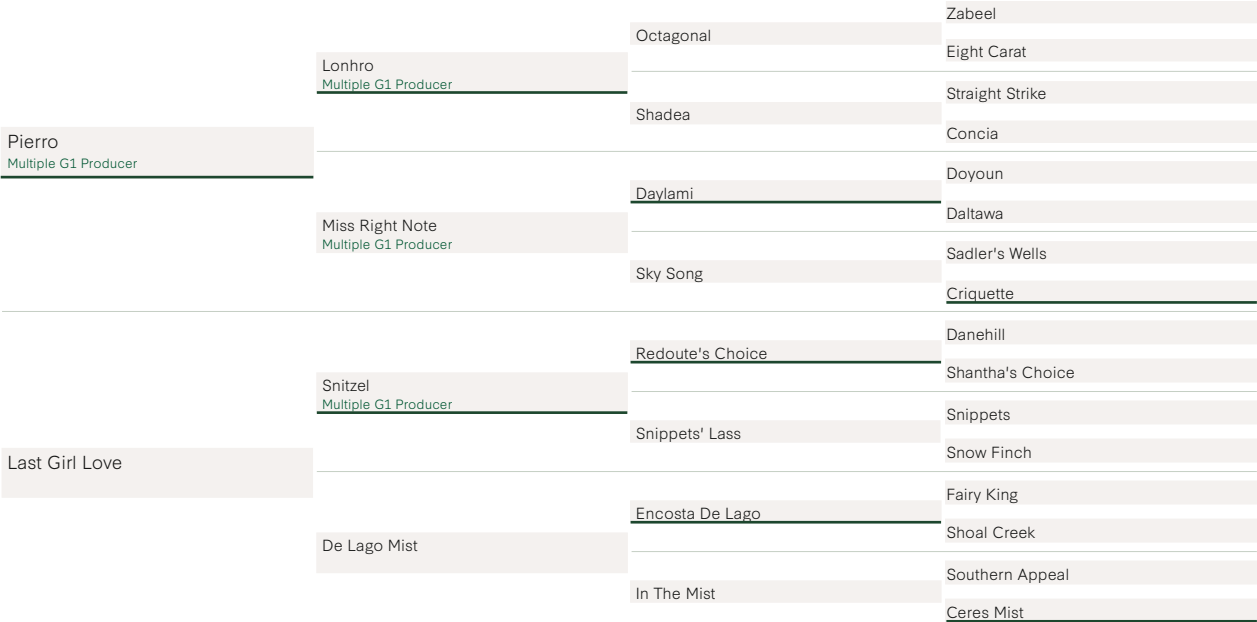 Pierro
Multiple G1 Producer
Last Girl Love
Lonhro
Multiple G1 Producer
Miss Right Note
Multiple G1 Producer
Snitzel
Multiple G1 Producer
De Lago Mist
Octagonal
Shadea
Daylami
Sky Song
Redoute's Choice
Snippets' Lass
Encosta De Lago
In The Mist
Zabeel
Eight Carat
Straight Strike
Concia
Doyoun
Daltawa
Sadler's Wells
Criquette
Danehill
Shantha's Choice
Snippets
Snow Finch
Fairy King
Shoal Creek
Southern Appeal
Ceres Mist